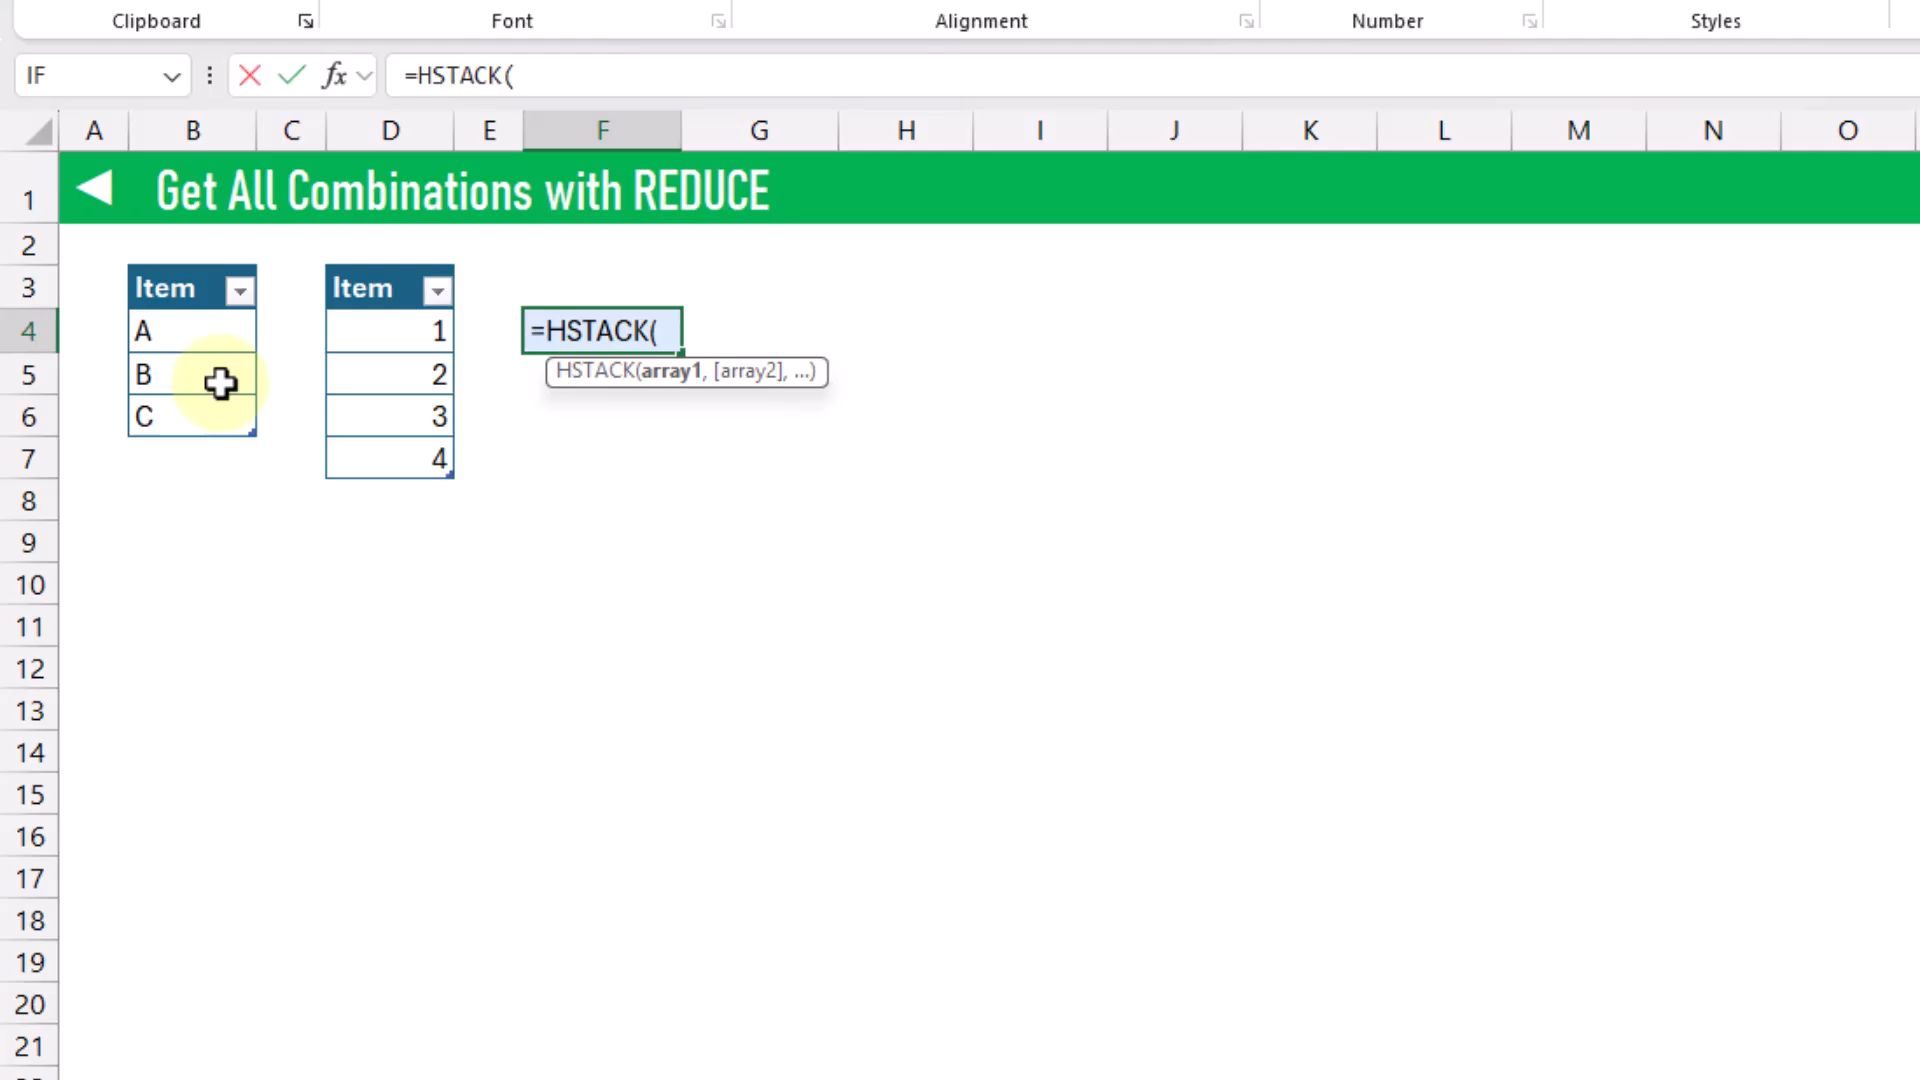 Clipboard Font Alignment Number Styles
IF fx =HSTACK(
A B C D E F G H I J K L M N O
1 Get All Combinations with REDUCE
2
3 Item Item
4 A 1 =HSTACK(
HSTACK(array1, [array2], ...)
5 B 2
6 C 3
7 4
8
9
10
11
12
13
14
15
16
17
18
19
20
21